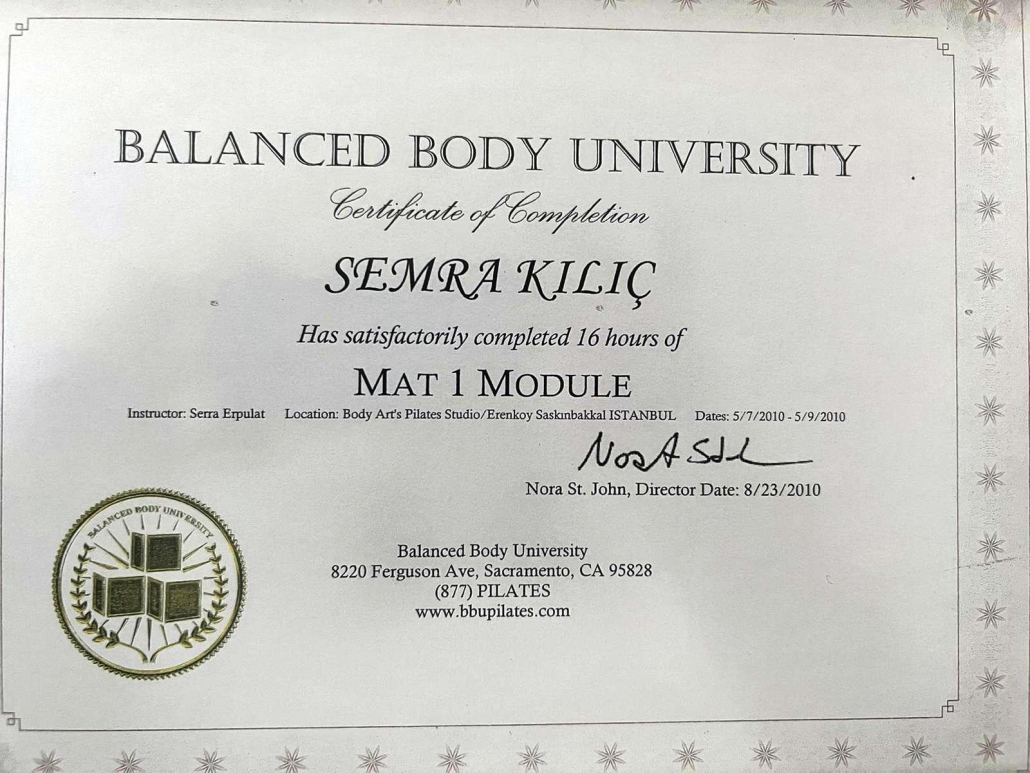 BALANCED BODY UNIVERSITY
Certificate of Completion
SEMRA KILIÇ
Has satisfactorily completed 16 hours of
MAT 1 MODULE
Instructor: Serra Erpulat Location: Body Art's Pilates Studio/Erenkoy Saskınbakkal ISTANBUL Dates: 5/7/2010 - 5/9/2010
Nora St. John, Director Date: 8/23/2010
BALANCED BODY UNIVERSITY
Balanced Body University
8220 Ferguson Ave, Sacramento, CA 95828
(877) PILATES
www.bbupilates.com